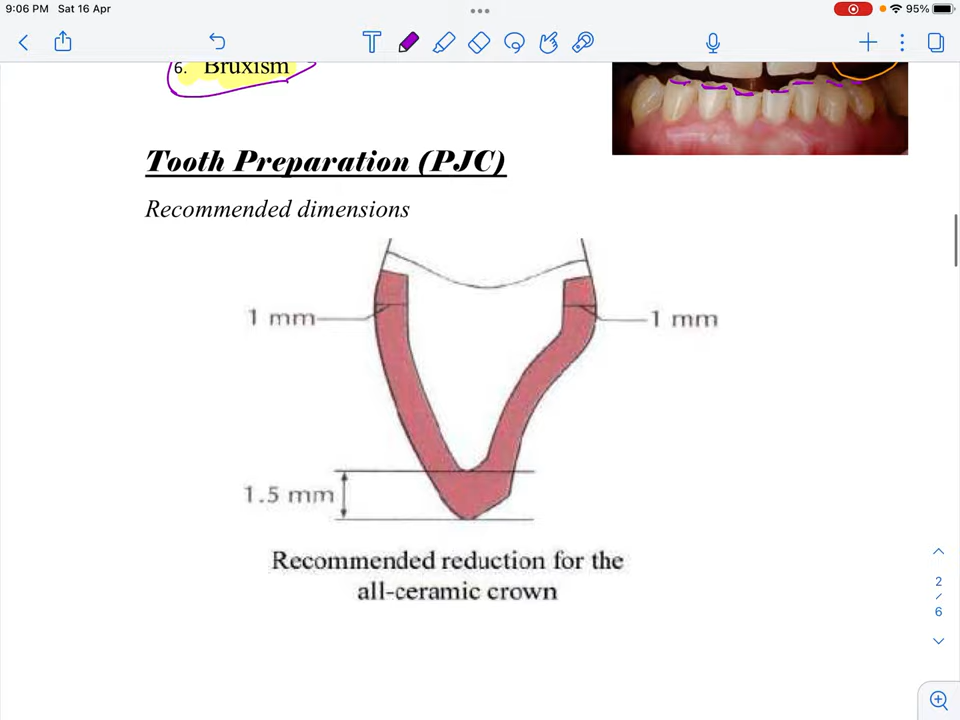 9:06 PM Sat 16 Apr
95%
6. Bruxism
Tooth Preparation (PJC)
Recommended dimensions
1 mm
1 mm
1.5 mm
Recommended reduction for the
all-ceramic crown
2
/
6